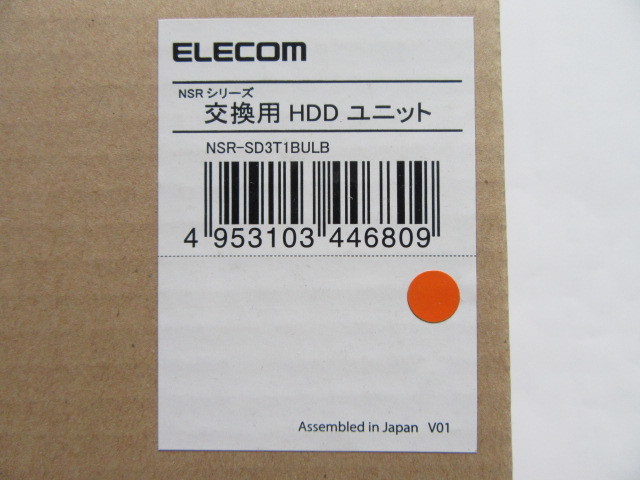 ELECOM
NSR シリーズ
交換用 HDD ユニット
NSR-SD3T1BULB
4 953103 446809
Assembled in Japan V01